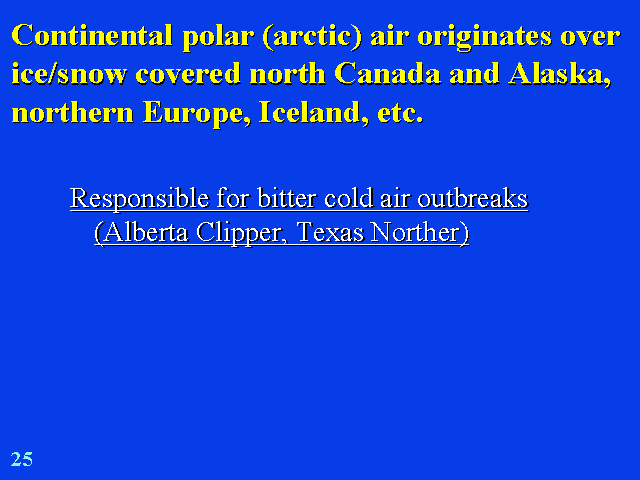 Continental polar (arctic) air originates over
ice/snow covered north Canada and Alaska,
northern Europe, Iceland, etc.
Responsible for bitter cold air outbreaks
(Alberta Clipper, Texas Norther)
25